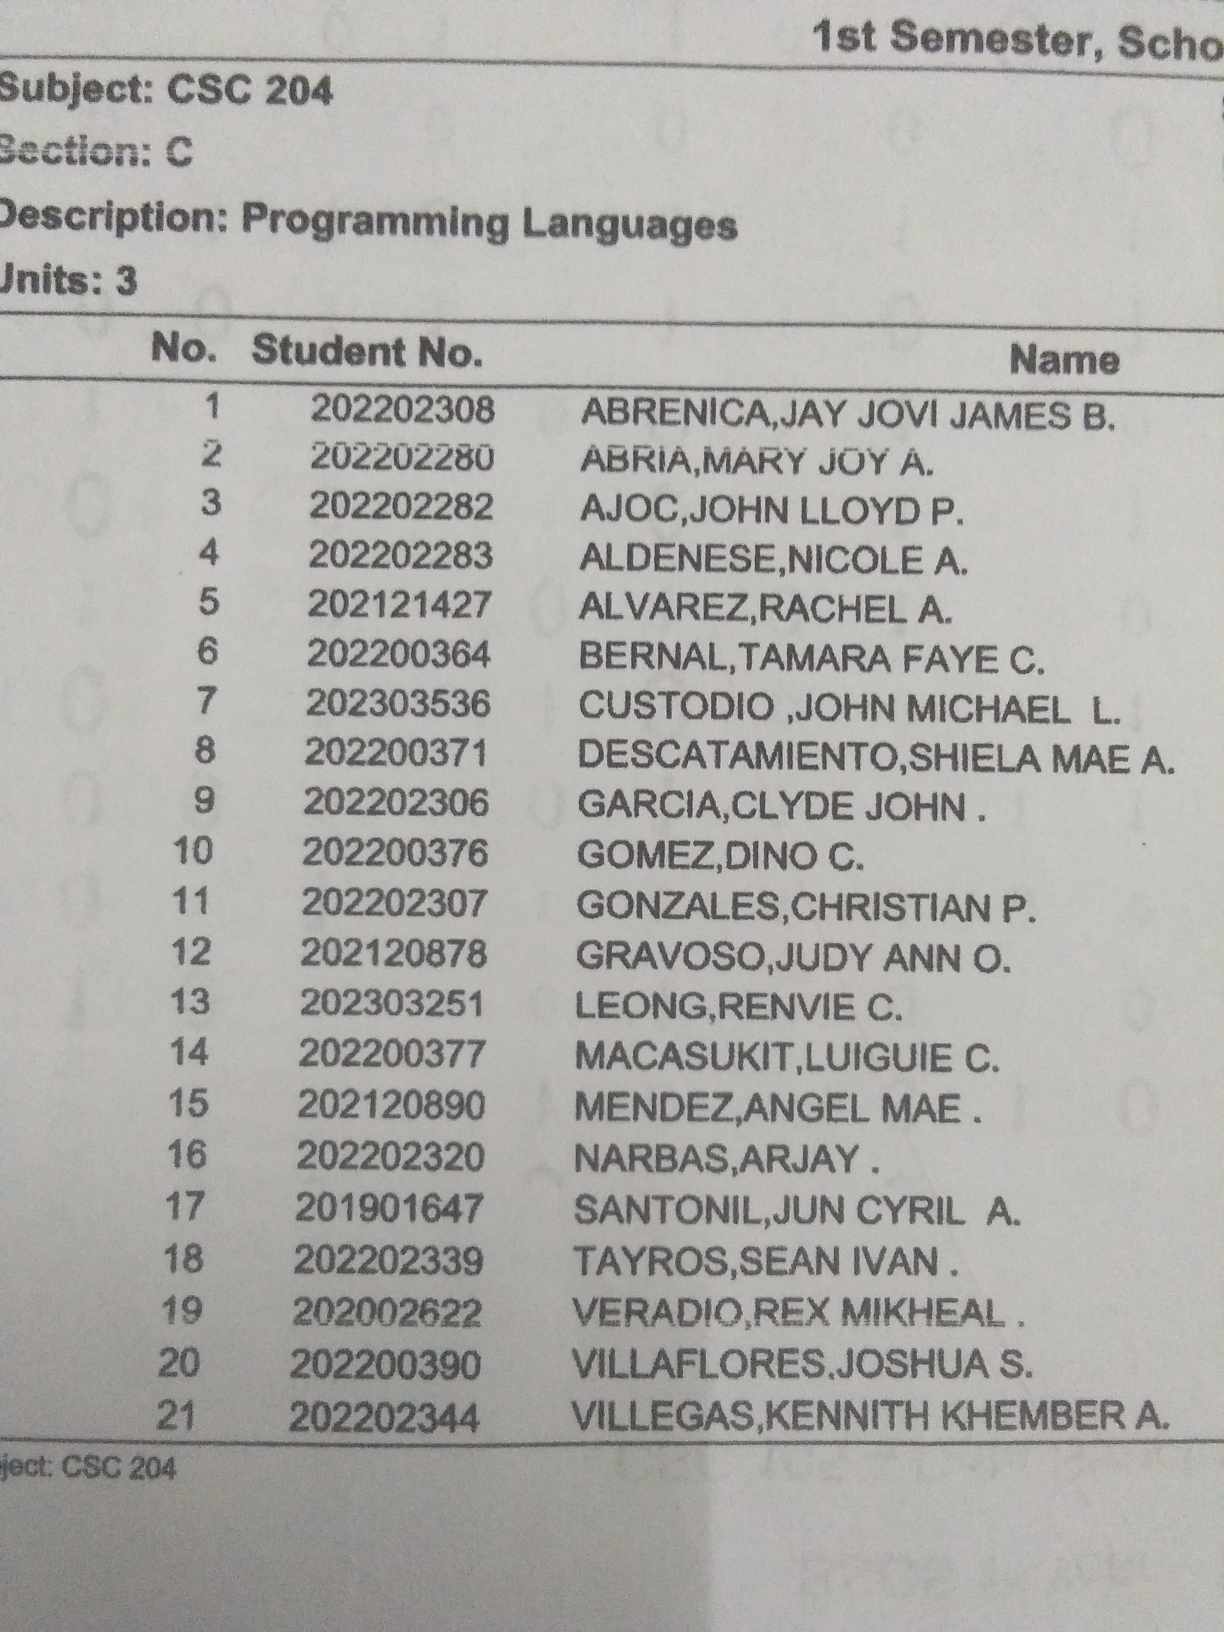 1st Semester,
Subject: CSC 204
Section: C
Description: Programming Languages
Units: 3
No. Student No. Name
1 202202308 ABRENICA,JAY JOVI JAMES B.
2 202202280 ABRIA,MARY JOY A.
3 202202282 AJOC,JOHN LLOYD P.
4 202202283 ALDENESE,NICOLE A.
5 202121427 ALVAREZ,RACHEL A.
6 202200364 BERNAL,TAMARA FAYE C.
7 202303536 CUSTODIO ,JOHN MICHAEL L.
8 202200371 DESCATAMIENTO,SHIELA MAE A.
9 202202306 GARCIA,CLYDE JOHN .
10 202200376 GOMEZ,DINO C.
11 202202307 GONZALES,CHRISTIAN P.
12 202120878 GRAVOSO,JUDY ANN O.
13 202303251 LEONG,RENVIE C.
14 202200377 MACASUKIT,LUIGUIE C.
15 202120890 MENDEZ,ANGEL MAE .
16 202202320 NARBAS,ARJAY .
17 201901647 SANTONIL,JUN CYRIL A.
18 202202339 TAYROS,SEAN IVAN .
19 202002622 VERADIO,REX MIKHEAL .
20 202200390 VILLAFLORES,JOSHUA S.
21 202202344 VILLEGAS,KENNITH KHEMBER A.
ject: CSC 204